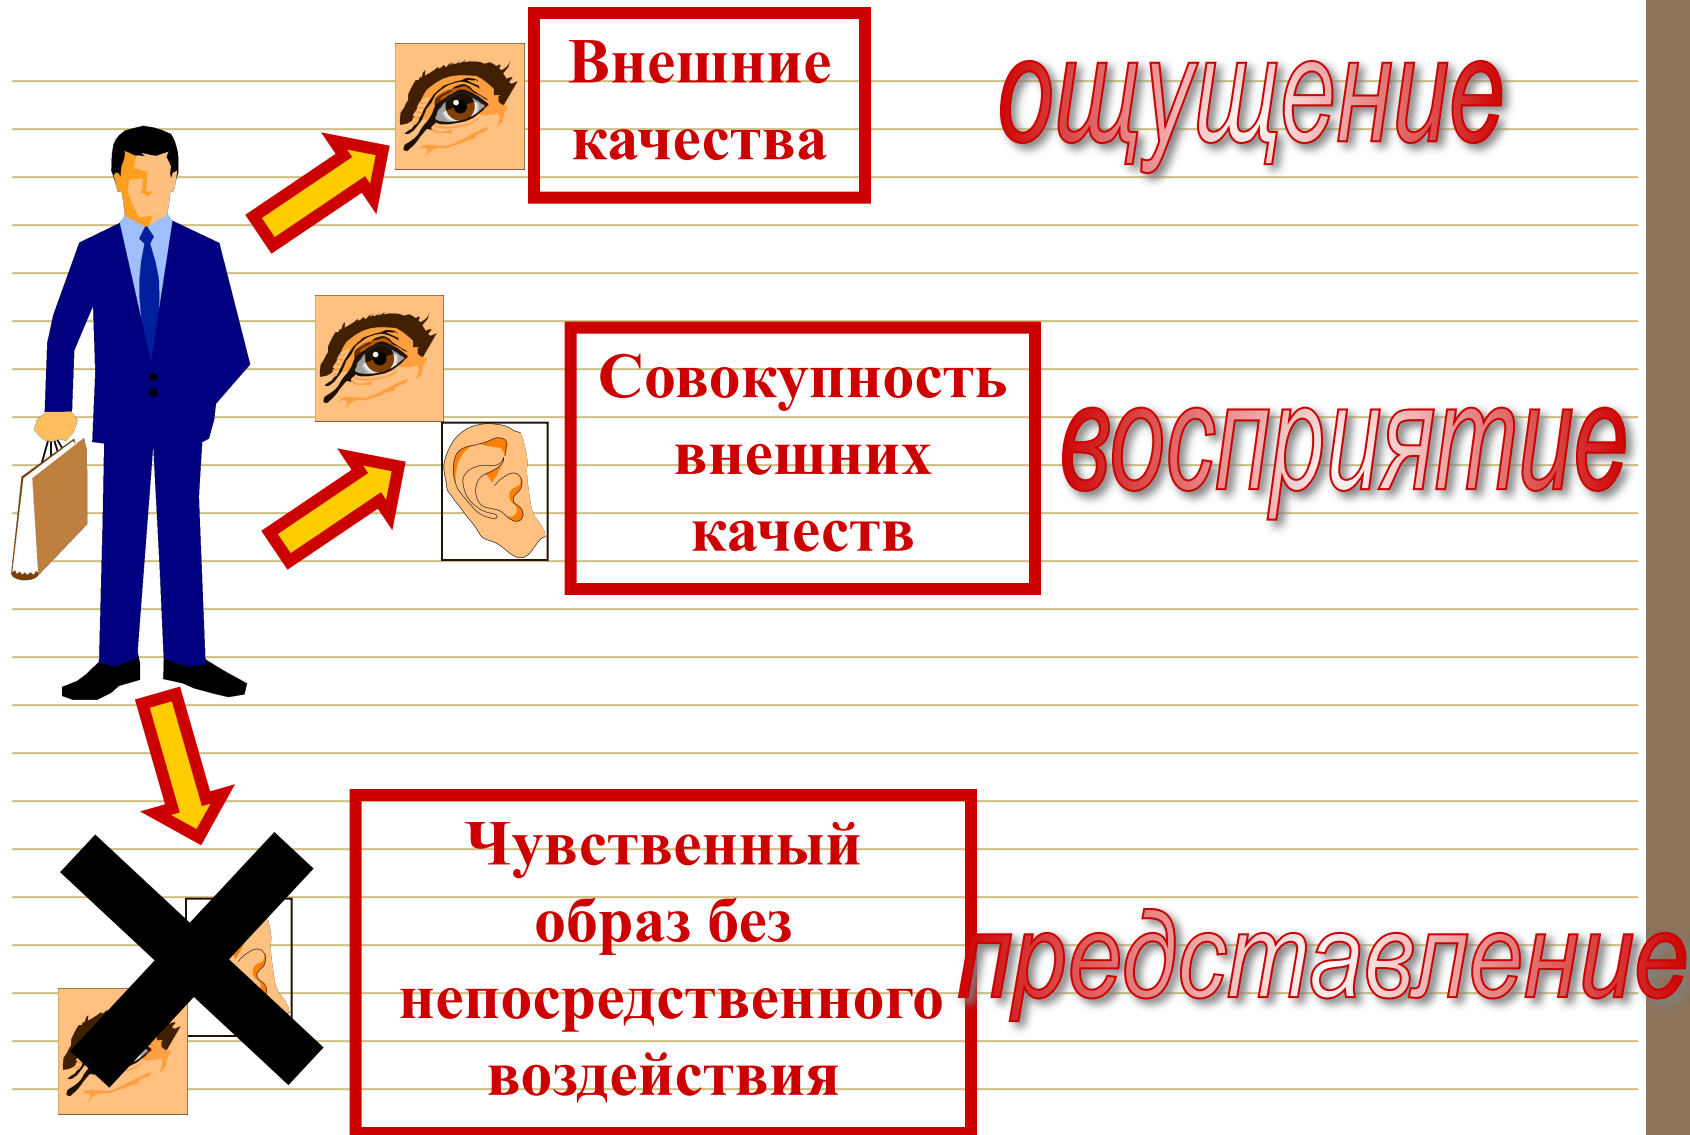 Внешние
качества
ощущение
Совокупность
внешних
качеств
восприятие
Чувственный
образ без
непосредственного
воздействия
представление